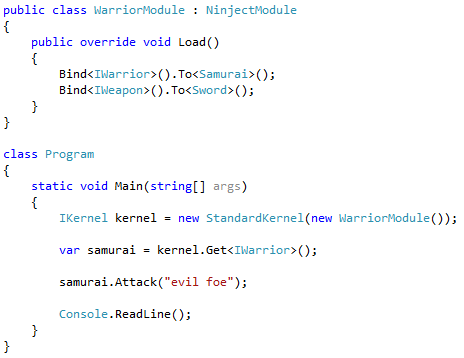 public class WarriorModule : NinjectModule
{
    public override void Load()
    {
        Bind<IWarrior>().To<Samurai>();
        Bind<IWeapon>().To<Sword>();
    }
}

class Program
{
    static void Main(string[] args)
    {
        IKernel kernel = new StandardKernel(new WarriorModule());

        var samurai = kernel.Get<IWarrior>();

        samurai.Attack("evil foe");

        Console.ReadLine();
    }
}